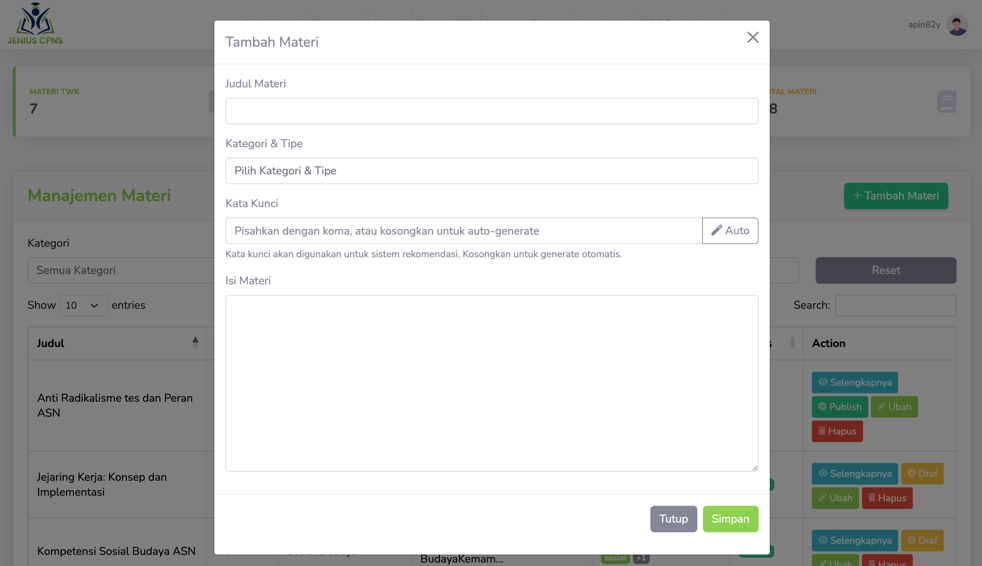 JENIUS CPNS
apin82y
Tambah Materi
MATERI TWK
7
TAL MATERI
8
Judul Materi
Kategori & Tipe
Pilih Kategori & Tipe
Manajemen Materi
+ Tambah Materi
Kata Kunci
Pisahkan dengan koma, atau kosongkan untuk auto-generate
Auto
Kata kunci akan digunakan untuk sistem rekomendasi. Kosongkan untuk generate otomatis.
Kategori
Semua Kategori
Reset
Isi Materi
Show 10 entries
Search:
Judul
s
Action
Anti Radikalisme tes dan Peran
ASN
Selengkapnya
Publish
Ubah
Hapus
Jejaring Kerja: Konsep dan
Implementasi
Selengkapnya
Draf
Ubah
Hapus
Tutup
Simpan
Kompetensi Sosial Budaya ASN
BudayaKemam...
sosial
+1
Selengkapnya
Draf
Ubah
Hapus